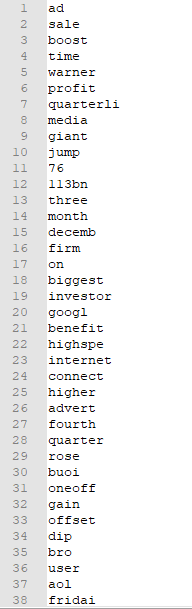 1 ad
2 sale
3 boost
4 time
5 warner
6 profit
7 quarterli
8 media
9 giant
10 jump
11 76
12 113bn
13 three
14 month
15 decemb
16 firm
17 on
18 biggest
19 investor
20 googl
21 benefit
22 highspe
23 internet
24 connect
25 higher
26 advert
27 fourth
28 quarter
29 rose
30 buoi
31 oneoff
32 gain
33 offset
34 dip
35 bro
36 user
37 aol
38 fridai